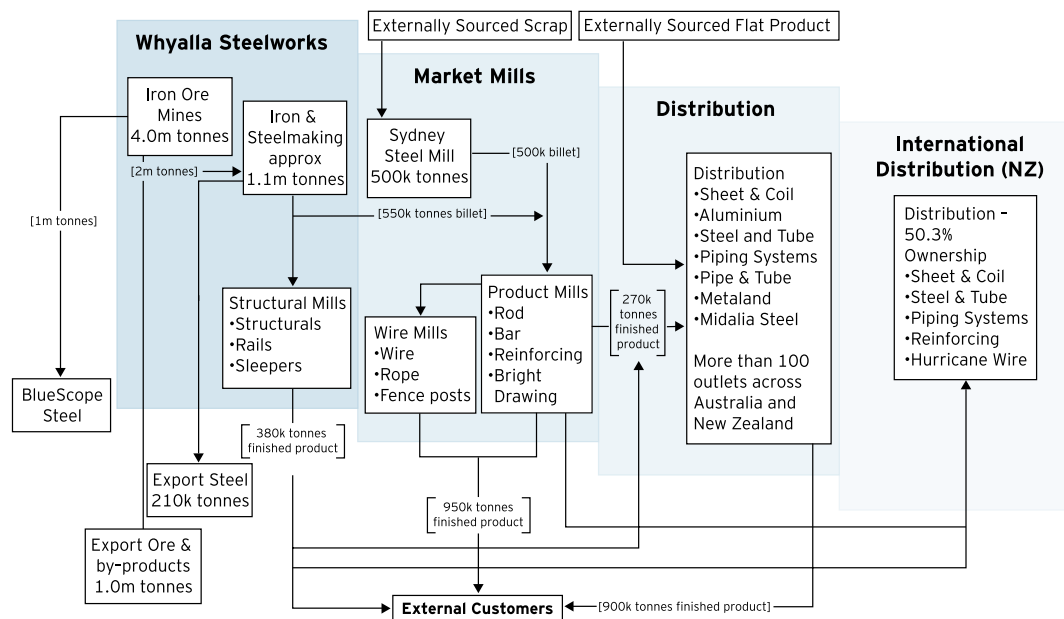 Externally Sourced Scrap
Externally Sourced Flat Product
Whyalla Steelworks
Market Mills
Distribution
International
Distribution (NZ)
Iron Ore
Mines
4.0m tonnes
Iron &
Steelmaking
approx
1.1m tonnes
[2m tonnes]
[1m tonnes]
Sydney
Steel Mill
500k tonnes
[500k billet]
[550k tonnes billet]
Structural Mills
•Structurals
•Rails
•Sleepers
Wire Mills
•Wire
•Rope
•Fence posts
Product Mills
•Rod
•Bar
•Reinforcing
•Bright
Drawing
270k
tonnes
finished
product
Distribution
•Sheet & Coil
•Aluminium
•Steel and Tube
•Piping Systems
•Pipe & Tube
•Metaland
•Midalia Steel
More than 100
outlets across
Australia and
New Zealand
Distribution –
50.3%
Ownership
•Sheet & Coil
•Steel & Tube
•Piping Systems
•Reinforcing
•Hurricane Wire
BlueScope
Steel
380k tonnes
finished product
Export Steel
210k tonnes
950k tonnes
finished product
Export Ore &
by–products
1.0m tonnes
External Customers
[900k tonnes finished product]